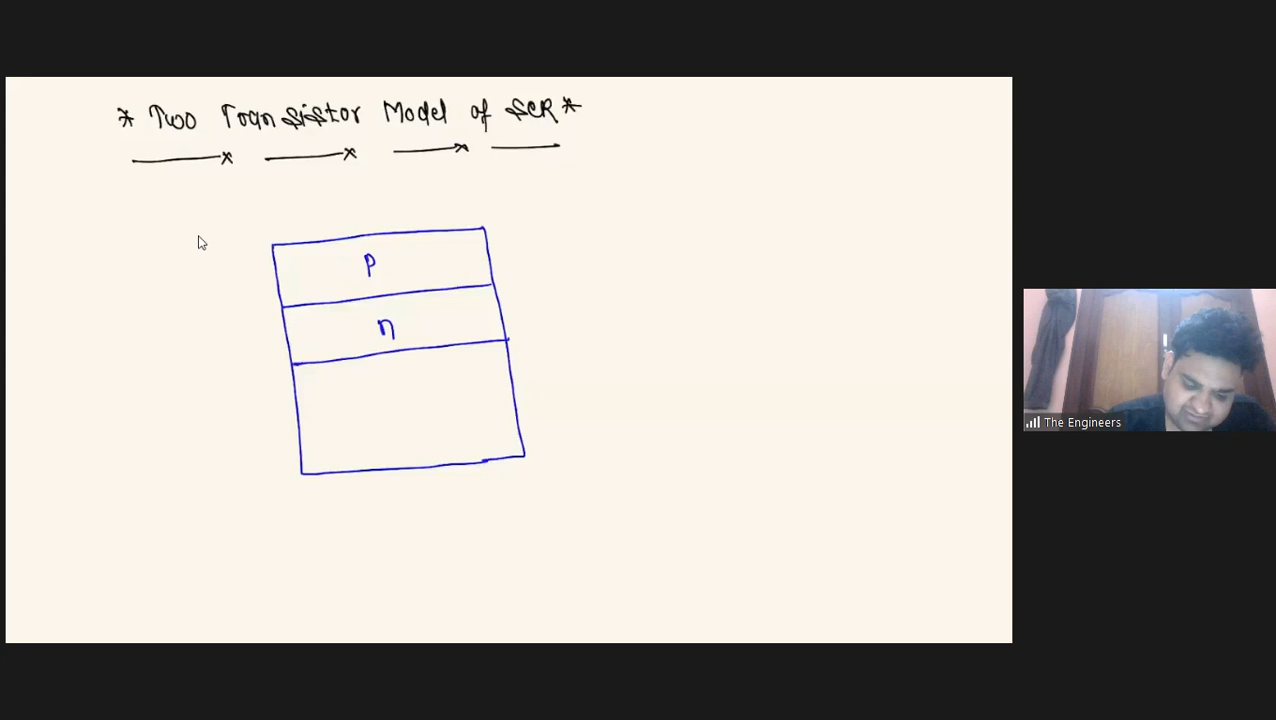 * Two Transistor Model of SCR *
p
n
The Engineers